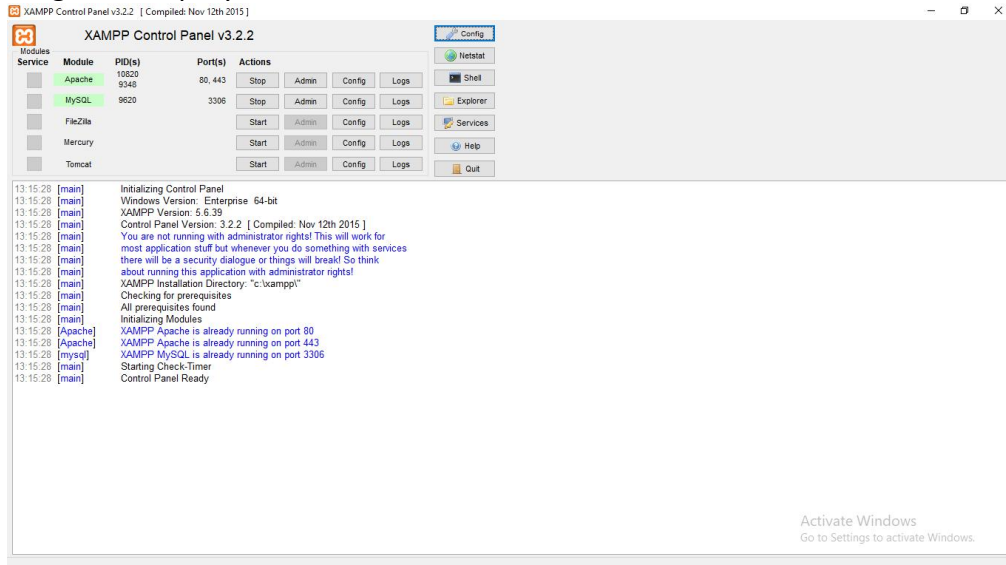 XAMPP Control Panel v3.2.2 [ Compiled: Nov 12th 2015 ]
XAMPP Control Panel v3.2.2
Config
Modules
Netstat
Service Module PID(s) Port(s) Actions
Apache 10820 9348 80, 443 Stop Admin Config Logs
Shell
MySQL 9620 3306 Stop Admin Config Logs
Explorer
FileZilla Start Admin Config Logs
Services
Mercury Start Admin Config Logs
Help
Tomcat Start Admin Config Logs
Quit
13:15:28 [main] Initializing Control Panel
13:15:28 [main] Windows Version: Enterprise 64-bit
13:15:28 [main] XAMPP Version: 5.6.39
13:15:28 [main] Control Panel Version: 3.2.2 [ Compiled: Nov 12th 2015 ]
13:15:28 [main] You are not running with administrator rights! This will work for
13:15:28 [main] most application stuff but whenever you do something with services
13:15:28 [main] there will be a security dialogue or things will break! So think
13:15:28 [main] about running this application with administrator rights!
13:15:28 [main] XAMPP Installation Directory: "c:\xampp\"
13:15:28 [main] Checking for prerequisites
13:15:28 [main] All prerequisites found
13:15:28 [main] Initializing Modules
13:15:28 [Apache] XAMPP Apache is already running on port 80
13:15:28 [Apache] XAMPP Apache is already running on port 443
13:15:28 [mysql] XAMPP MySQL is already running on port 3306
13:15:28 [main] Starting Check-Timer
13:15:28 [main] Control Panel Ready
Activate Windows
Go to Settings to activate Windows.